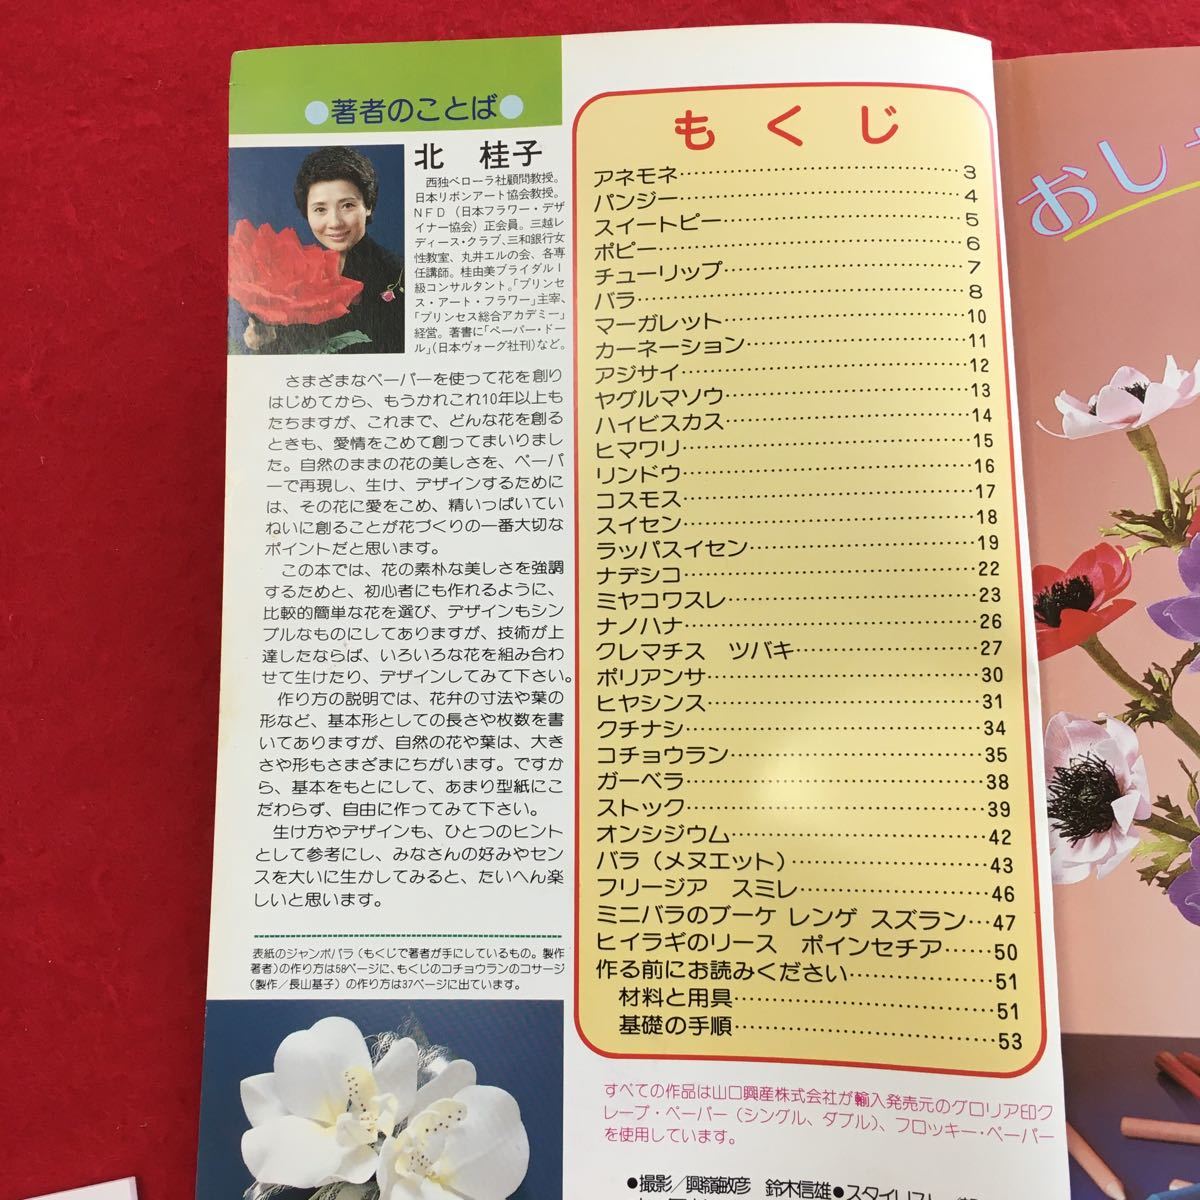 ●著者のことば●
北　桂子
西独ベローラ社顧問教授。
日本リボンアート協会教授。
NFD（日本フラワー・デザ
イナー協会）正会員。三越レ
ディース・クラブ、三和銀行女
性教室、丸井エルの会、各専
任講師。桂由美ブライダル1
級コンサルタント。「プリンセ
ス・アート・フラワー」主宰、
「プリンセス総合アカデミー」
経営。著書に「ペーパー・ドー
ル」（日本ヴォーグ社刊）など。
さまざまなペーパーを使って花を創り
はじめてから、もうかれこれ10年以上も
たちますが、これまで、どんな花を創る
ときも、愛情をこめて創ってまいりまし
た。自然のままの花の美しさを、ペーパ
ーで再現し、生け、デザインするために
は、その花に愛をこめ、精いっぱいてい
ねいに創ることが花づくりの一番大切な
ポイントだと思います。
この本では、花の素朴な美しさを強調
するためと、初心者にも作れるように、
比較的簡単な花を選び、デザインもシン
プルなものにしてありますが、技術が上
達したならば、いろいろな花を組み合わ
せて生けたり、デザインしてみて下さい。
作り方の説明では、花弁の寸法や葉の
形など、基本形としての長さや枚数を書
いてありますが、自然の花や葉は、大き
さや形もさまざまにちがいます。ですか
ら、基本をもとにして、あまり型紙にこ
だわらず、自由に作ってみて下さい。
生け方やデザインも、ひとつのヒント
として参考にし、みなさんの好みやセン
スを大いに生かしてみると、たいへん楽
しいと思います。
表紙のジャンボバラ（もくじで著者が手にしているもの。製作
著者）の作り方は58ページに、もくじのコチョウランのコサージ
（製作／長山基子）の作り方は37ページに出ています。
もくじ
アネモネ……3
パンジー……4
スイートピー……5
ポピー……6
チューリップ……7
バラ……8
マーガレット……10
カーネーション……11
アジサイ……12
ヤグルマソウ……13
ハイビスカス……14
ヒマワリ……15
リンドウ……16
コスモス……17
スイセン……18
ラッパスイセン……19
ナデシコ……22
ミヤコワスレ……23
ナノハナ……26
クレマチス　ツバキ……27
ポリアンサ……30
ヒヤシンス……31
クチナシ……34
コチョウラン……35
ガーベラ……38
ストック……39
オンシジウム……42
バラ（メヌエット）……43
フリージア　スミレ……46
ミニバラのブーケ レンゲ スズラン…47
ヒイラギのリース　ポインセチア…50
作る前にお読みください……51
材料と用具……51
基礎の手順……53
すべての作品は山口興産株式会社が輸入発売元のグロリア印ク
レープ・ペーパー（シングル、ダブル）、フロッキー・ペーパー
を使用しています。
●撮影／興嶺敏彦　鈴木信雄●スタイリスト
おし